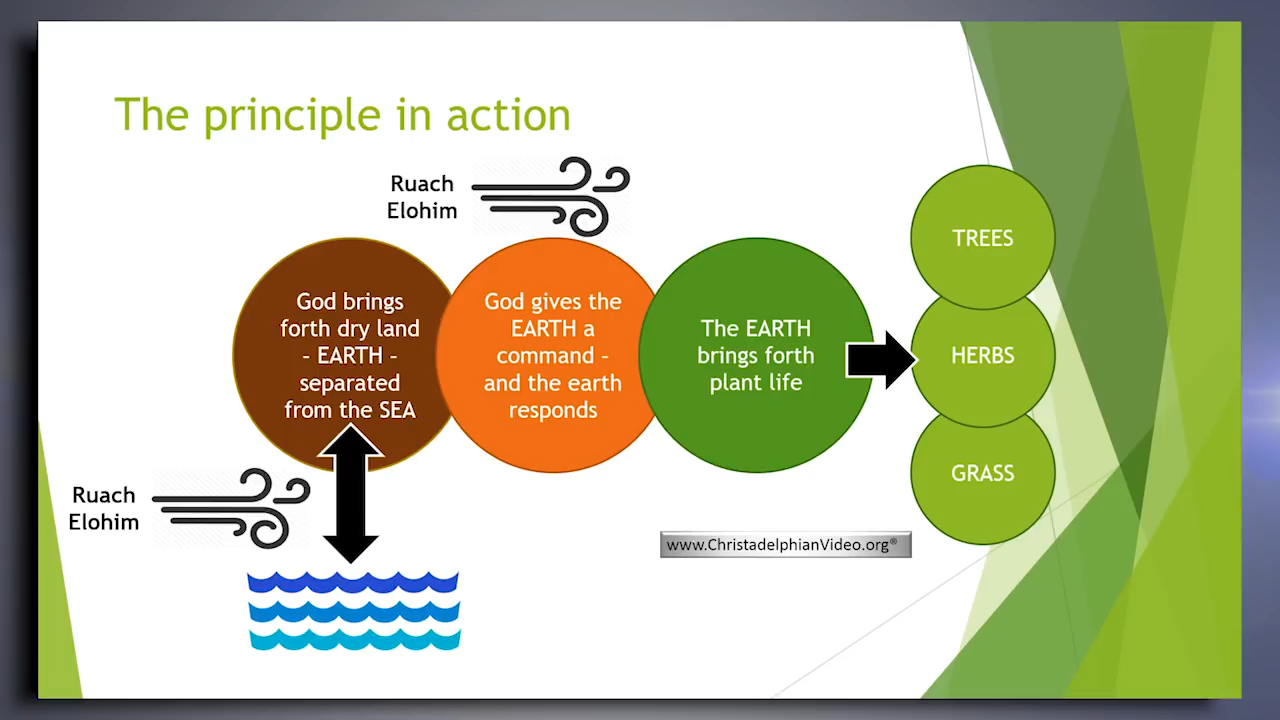 The principle in action
Ruach
Elohim
God brings
forth dry land
– EARTH –
separated
from the SEA
God gives the
EARTH a
command –
and the earth
responds
The EARTH
brings forth
plant life
TREES
HERBS
GRASS
Ruach
Elohim
www.ChristadelphianVideo.org®